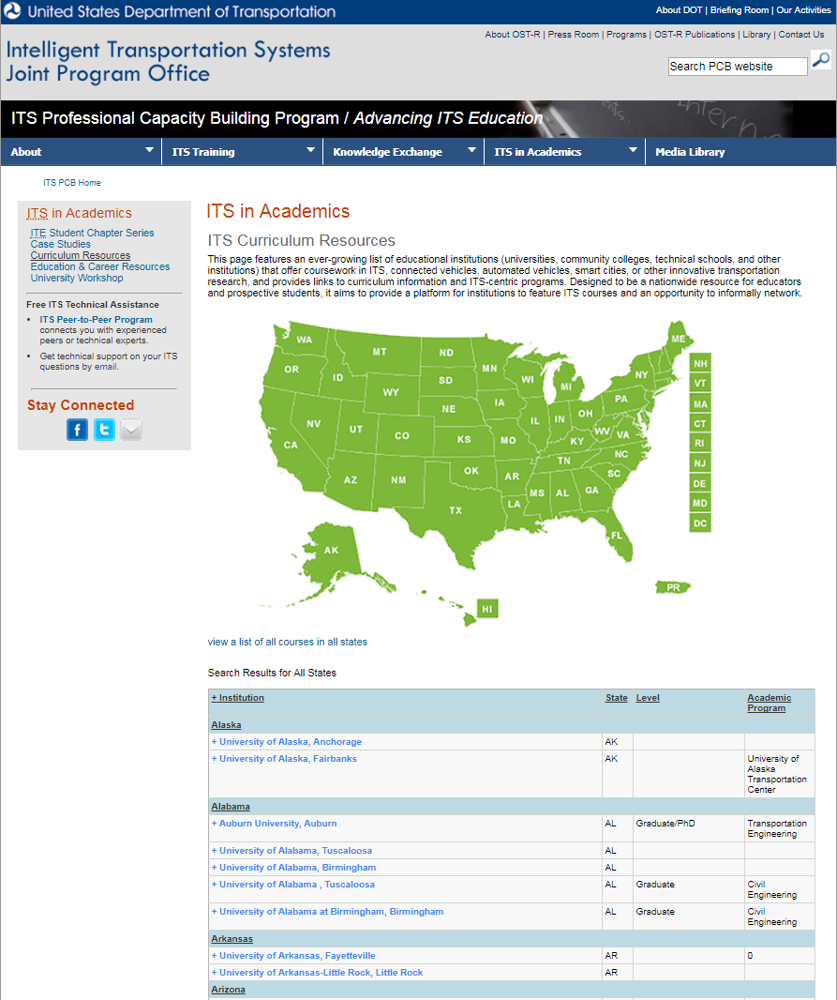 United States Department of Transportation
About DOT | Briefing Room | Our Activities
About OST-R | Press Room | Programs | OST-R Publications | Library | Contact Us
Intelligent Transportation Systems
Joint Program Office
Search PCB website
ITS Professional Capacity Building Program / Advancing ITS Education
About
ITS Training
Knowledge Exchange
ITS in Academics
Media Library
ITS PCB Home
ITS in Academics
ITE Student Chapter Series
Case Studies
Curriculum Resources
Education & Career Resources
University Workshop
Free ITS Technical Assistance
• ITS Peer-to-Peer Program
connects you with experienced
peers or technical experts.
• Get technical support on your ITS
questions by email.
Stay Connected
ITS in Academics
ITS Curriculum Resources
This page features an ever-growing list of educational institutions (universities, community colleges, technical schools, and other
institutions) that offer coursework in ITS, connected vehicles, automated vehicles, smart cities, or other innovative transportation
research, and provides links to curriculum information and ITS-centric programs. Designed to be a nationwide resource for educators
and prospective students, it aims to provide a platform for institutions to feature ITS courses and an opportunity to informally network.
WA
MT
ND
MN
WI
MI
ME
NY
NH
VT
MA
CT
RI
NJ
DE
MD
DC
OR
ID
WY
SD
IA
IL
IN
OH
PA
NV
UT
CO
NE
KS
MO
KY
WV
VA
CA
AZ
NM
OK
AR
TN
NC
SC
TX
LA
MS
AL
GA
FL
AK
HI
PR
view a list of all courses in all states
Search Results for All States
+ Institution State Level Academic
Program
Alaska
+ University of Alaska, Anchorage AK
+ University of Alaska, Fairbanks AK University of
Alaska
Transportation
Center
Alabama
+ Auburn University, Auburn AL Graduate/PhD Transportation
Engineering
+ University of Alabama, Tuscaloosa AL
+ University of Alabama, Birmingham AL
+ University of Alabama , Tuscaloosa AL Graduate Civil
Engineering
+ University of Alabama at Birmingham, Birmingham AL Graduate Civil
Engineering
Arkansas
+ University of Arkansas, Fayetteville AR 0
+ University of Arkansas-Little Rock, Little Rock AR
Arizona